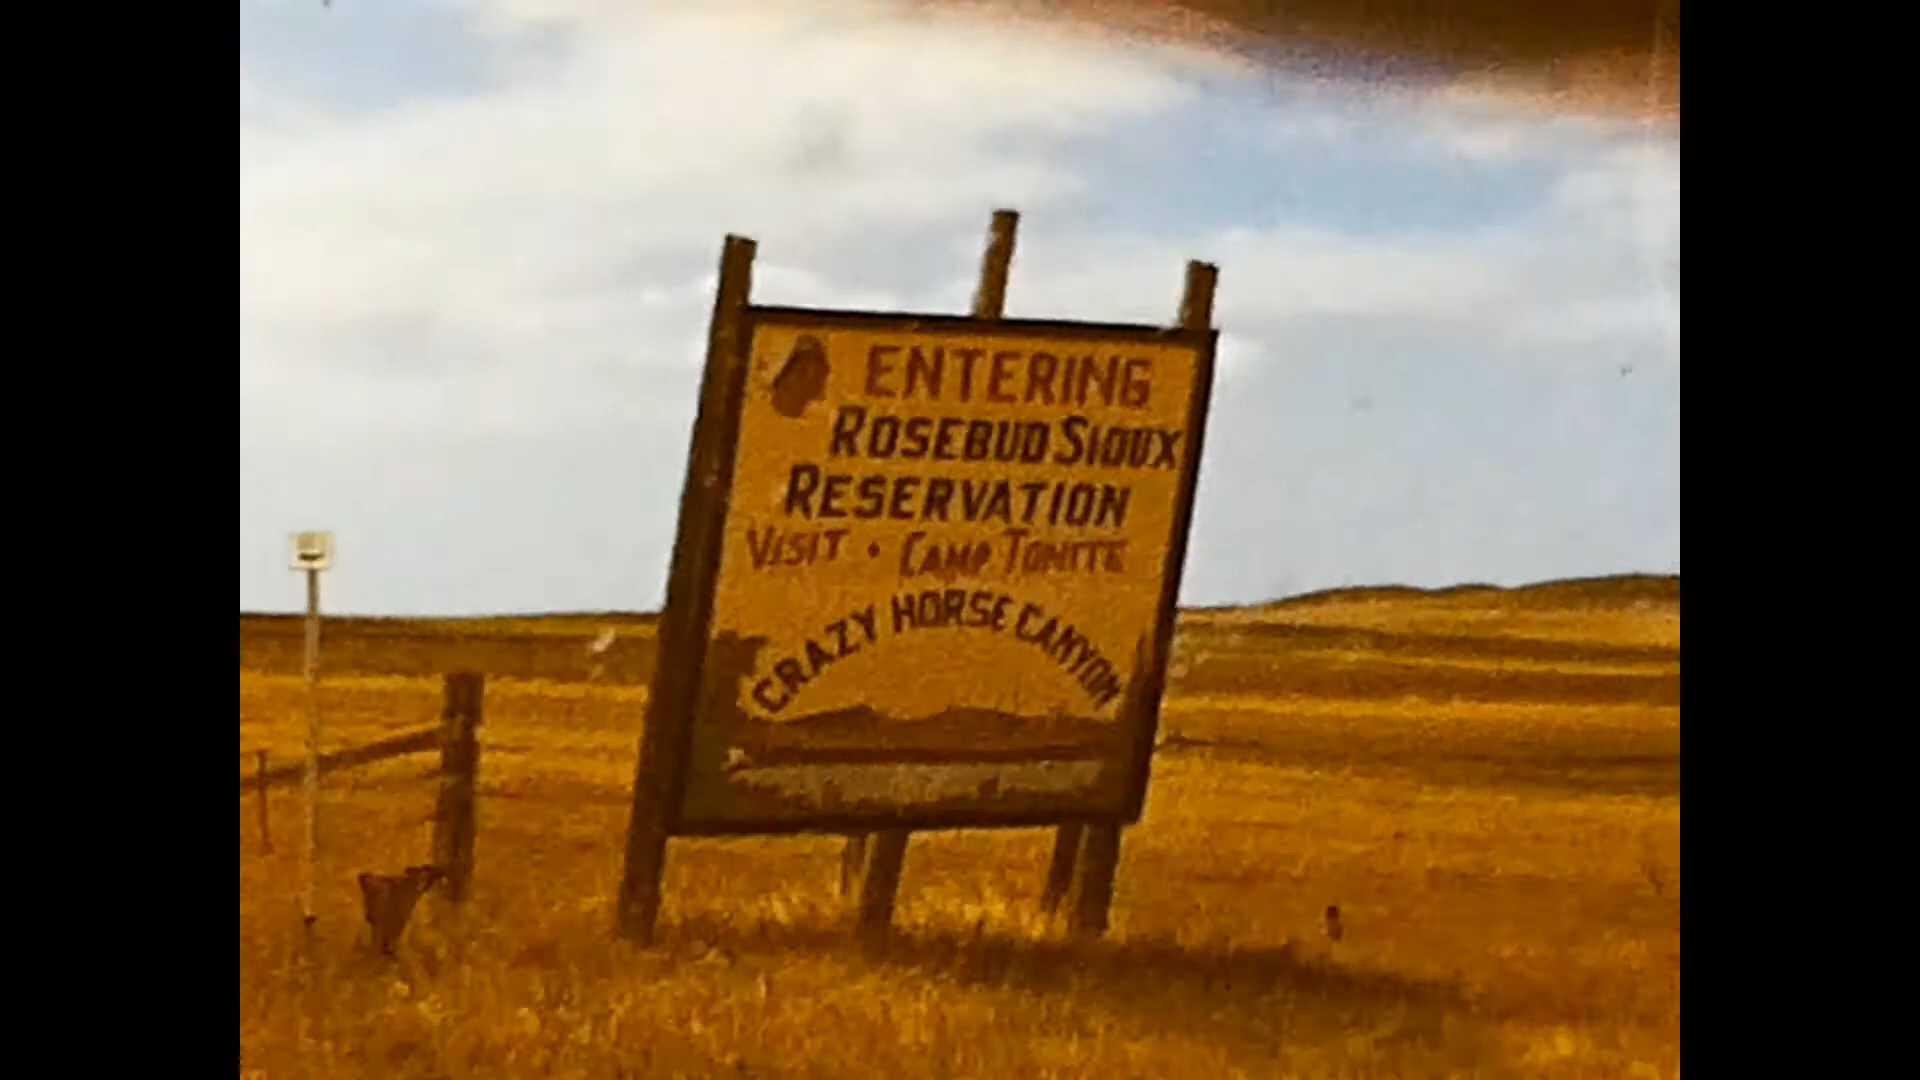 ENTERING
ROSEBUD SIOUX
RESERVATION
VISIT • CAMP TONITE
CRAZY HORSE CANYON